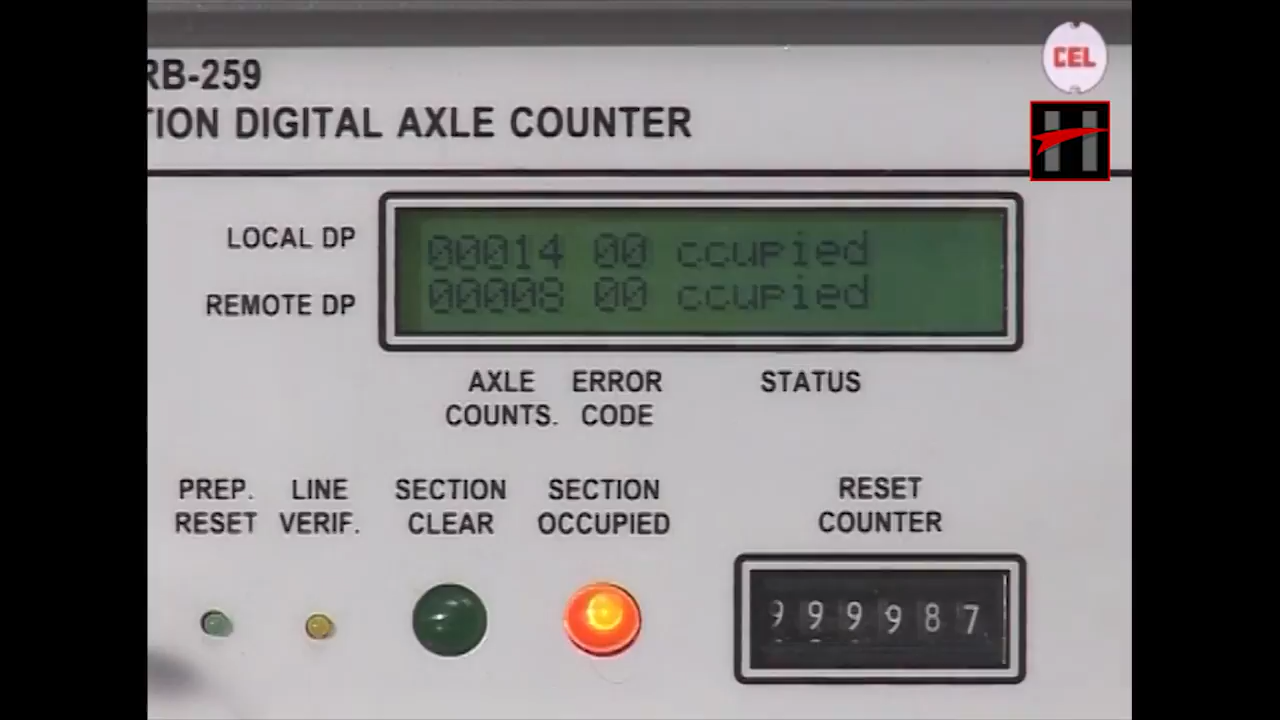 RB-259
CEL
TION DIGITAL AXLE COUNTER
LOCAL DP
00014 00 ccupied
REMOTE DP
00008 00 ccupied
AXLE COUNTS.
ERROR CODE
STATUS
PREP. RESET
LINE VERIF.
SECTION CLEAR
SECTION OCCUPIED
RESET COUNTER
999987